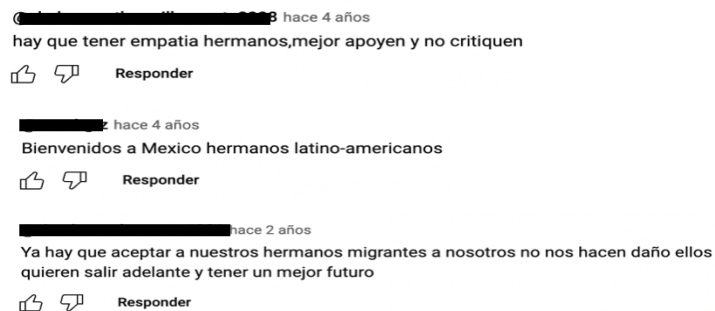 hace 4 años
hay que tener empatia hermanos,mejor apoyen y no critiquen
Responder
hace 4 años
Bienvenidos a Mexico hermanos latino-americanos
Responder
hace 2 años
Ya hay que aceptar a nuestros hermanos migrantes a nosotros no nos hacen daño ellos
quieren salir adelante y tener un mejor futuro
Responder